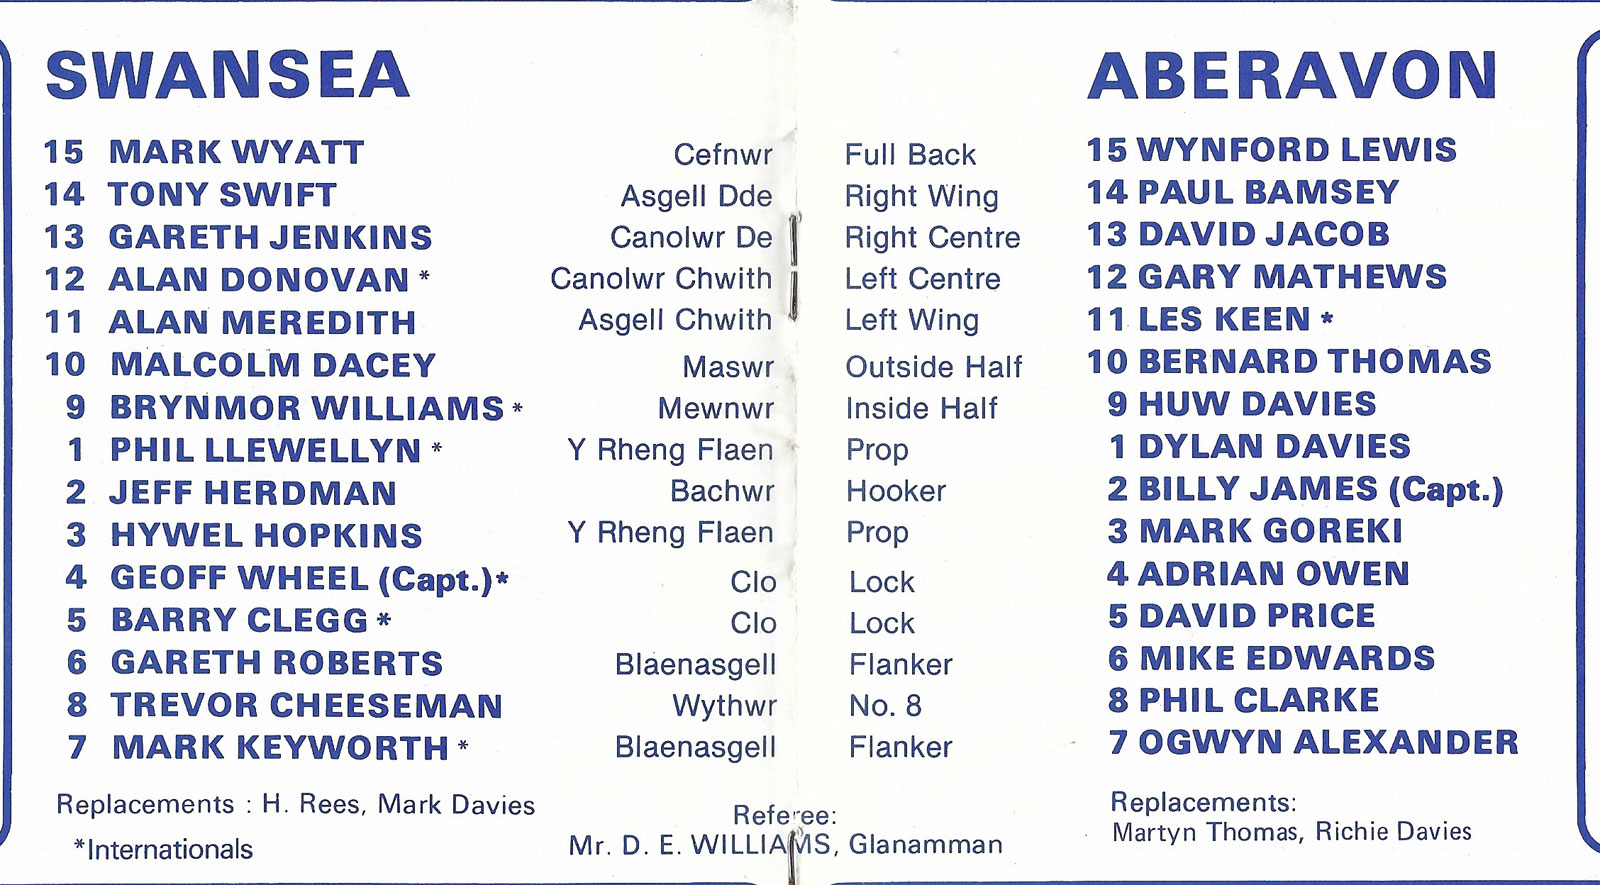 SWANSEA ABERAVON
15 MARK WYATT Cefnwr Full Back 15 WYNFORD LEWIS
14 TONY SWIFT Asgell Dde Right Wing 14 PAUL BAMSEY
13 GARETH JENKINS Canolwr De Right Centre 13 DAVID JACOB
12 ALAN DONOVAN * Canolwr Chwith Left Centre 12 GARY MATHEWS
11 ALAN MEREDITH Asgell Chwith Left Wing 11 LES KEEN *
10 MALCOLM DACEY Maswr Outside Half 10 BERNARD THOMAS
9 BRYNMOR WILLIAMS * Mewnwr Inside Half 9 HUW DAVIES
1 PHIL LLEWELLYN * Y Rheng Flaen Prop 1 DYLAN DAVIES
2 JEFF HERDMAN Bachwr Hooker 2 BILLY JAMES (Capt.)
3 HYWEL HOPKINS Y Rheng Flaen Prop 3 MARK GOREKI
4 GEOFF WHEEL (Capt.)* Clo Lock 4 ADRIAN OWEN
5 BARRY CLEGG * Clo Lock 5 DAVID PRICE
6 GARETH ROBERTS Blaenasgell Flanker 6 MIKE EDWARDS
8 TREVOR CHEESEMAN Wythwr No. 8 8 PHIL CLARKE
7 MARK KEYWORTH * Blaenasgell Flanker 7 OGWYN ALEXANDER
Replacements : H. Rees, Mark Davies
*Internationals
Referee:
Mr. D. E. WILLIAMS, Glanamman
Replacements:
Martyn Thomas, Richie Davies